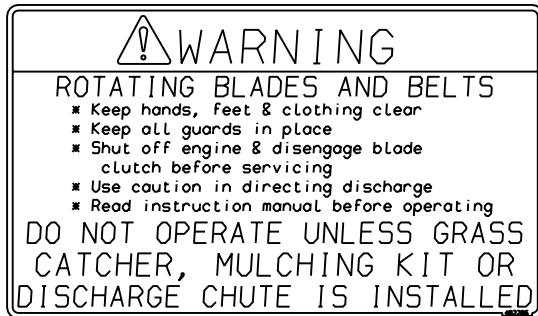 WARNING
ROTATING BLADES AND BELTS
* Keep hands, feet & clothing clear
* Keep all guards in place
* Shut off engine & disengage blade
clutch before servicing
* Use caution in directing discharge
* Read instruction manual before operating
DO NOT OPERATE UNLESS GRASS
CATCHER, MULCHING KIT OR
DISCHARGE CHUTE IS INSTALLED